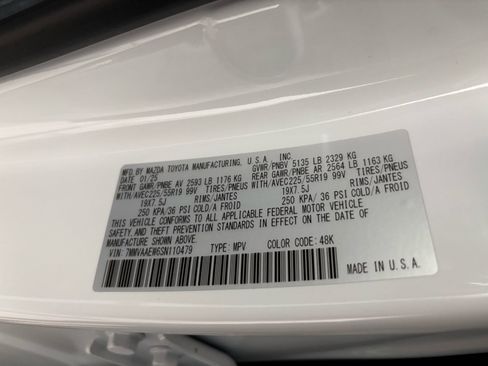 MFD BY MAZDA TOYOTA MANUFACTURING, U.S.A., INC.
DATE 01/25 GVWR/PNBV 5135 LB 2329 KG
FRONT GAWR/PNBE AV 2593 LB 1176 KG REAR GAWR/PNBE AR 2564 LB 1163 KG
WITH/AVEC225/55R19 99V TIRES/PNEUS WITH/AVEC225/55R19 99V TIRES/PNEUS
19X7.5J RIMS/JANTES 19X7.5J RIMS/JANTES
250 KPA/36 PSI COLD/A FROID 250 KPA/ 36 PSI COLD/A FROID
THIS VEHICLE CONFORMS TO ALL APPLICABLE FEDERAL MOTOR VEHICLE
SAFETY,AND THEFT PREVENTION STANDARDS IN EFFECT ON THE DATE OF
MANUFACTURE SHOWN ABOVE.
VIN: 7MMVAAEW6SN110479 TYPE: MPV COLOR CODE: 48K
MADE IN U.S.A.